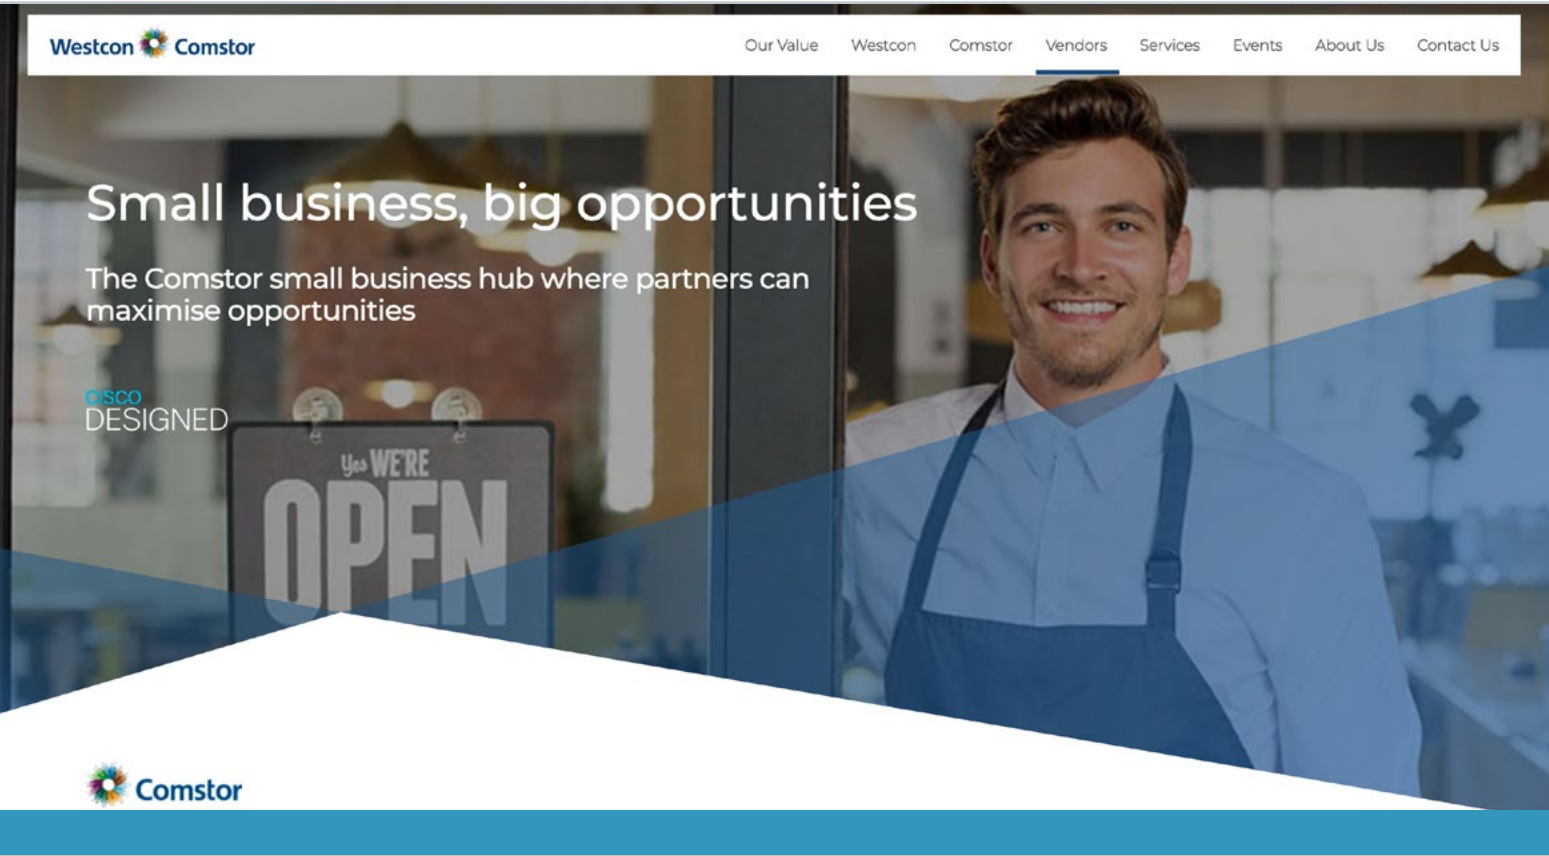 Westcon Comstor
Our Value Westcon Comstor Vendors Services Events About Us Contact Us
Small business, big opportunities
The Comstor small business hub where partners can
maximise opportunities
CISCO
DESIGNED
Yes WE'RE
OPEN
Comstor